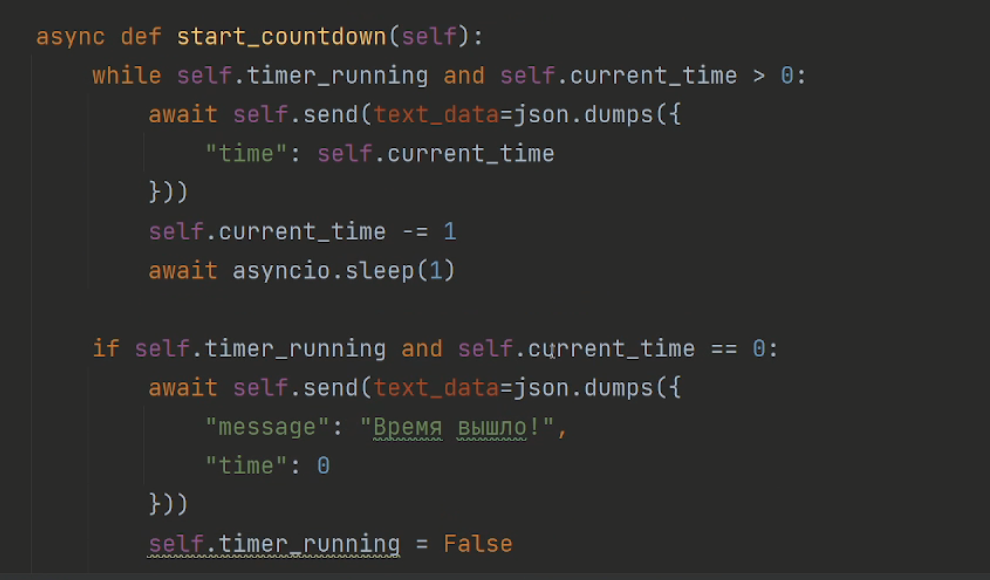 async def start_countdown(self):
    while self.timer_running and self.current_time > 0:
        await self.send(text_data=json.dumps({
            "time": self.current_time
        }))
        self.current_time -= 1
        await asyncio.sleep(1)

    if self.timer_running and self.current_time == 0:
        await self.send(text_data=json.dumps({
            "message": "Время вышло!",
            "time": 0
        }))
        self.timer_running = False